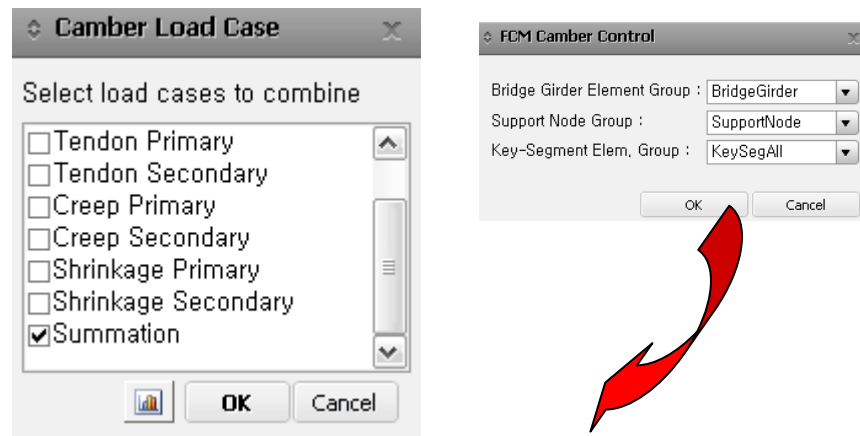 Camber Load Case
Select load cases to combine
Tendon Primary
Tendon Secondary
Creep Primary
Creep Secondary
Shrinkage Primary
Shrinkage Secondary
Summation
OK Cancel
FCM Camber Control
Bridge Girder Element Group : BridgeGirder
Support Node Group : SupportNode
Key-Segment Elem. Group : KeySegAll
OK Cancel